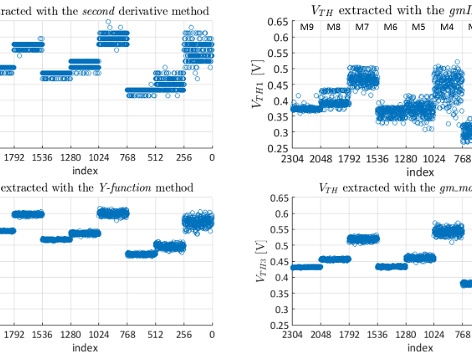 extracted with the second derivative method
1792 1536 1280 1024 768 512 256 0
index
V_TH extracted with the
M9 M8 M7 M6 M5 M4 M
V_TH1 [V]
0.65
0.6
0.55
0.5
0.45
0.4
0.35
0.3
0.25
2304 2048 1792 1536 1280 1024 768
index
extracted with the Y-function method
1792 1536 1280 1024 768 512 256 0
index
V_TH extracted with the
V_TH3 [V]
0.65
0.6
0.55
0.5
0.45
0.4
0.35
0.3
0.25
2304 2048 1792 1536 1280 1024 768
index